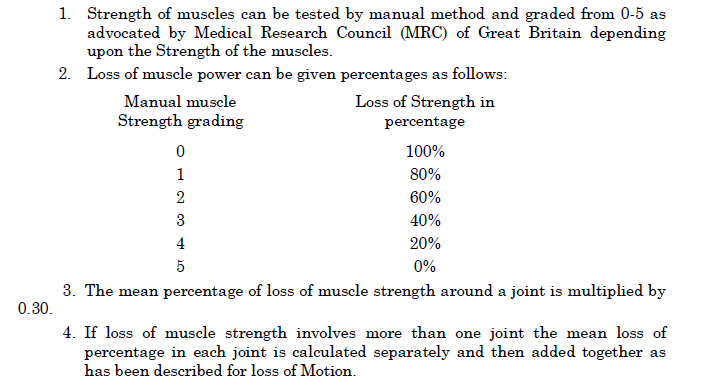 1. Strength of muscles can be tested by manual method and graded from 0-5 as
advocated by Medical Research Council (MRC) of Great Britain depending
upon the Strength of the muscles.
2. Loss of muscle power can be given percentages as follows:
Manual muscle Loss of Strength in
Strength grading percentage
0 100%
1 80%
2 60%
3 40%
4 20%
5 0%
3. The mean percentage of loss of muscle strength around a joint is multiplied by
0.30.
4. If loss of muscle strength involves more than one joint the mean loss of
percentage in each joint is calculated separately and then added together as
has been described for loss of Motion.